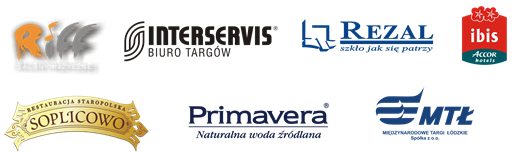 Riff
INTERSERVIS®
BIURO TARGÓW
REZAL
szkło jak się patrzy
ibis
ACCOR
hotels
RESTAURACJA STAROPOLSKA
SOPLICOWO
Primavera®
Naturalna woda źródlana
MTŁ
MIĘDZYNARODOWE TARGI ŁÓDZKIE
Spółka z o.o.